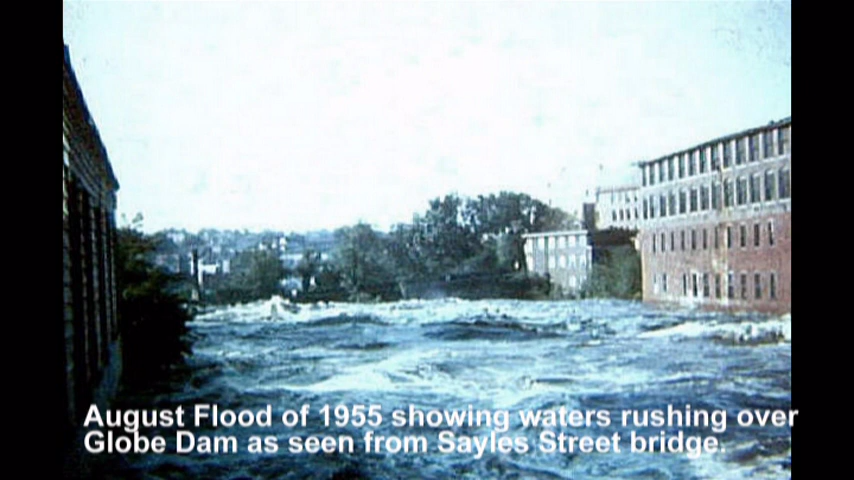 August Flood of 1955 showing waters rushing over
Globe Dam as seen from Sayles Street bridge.